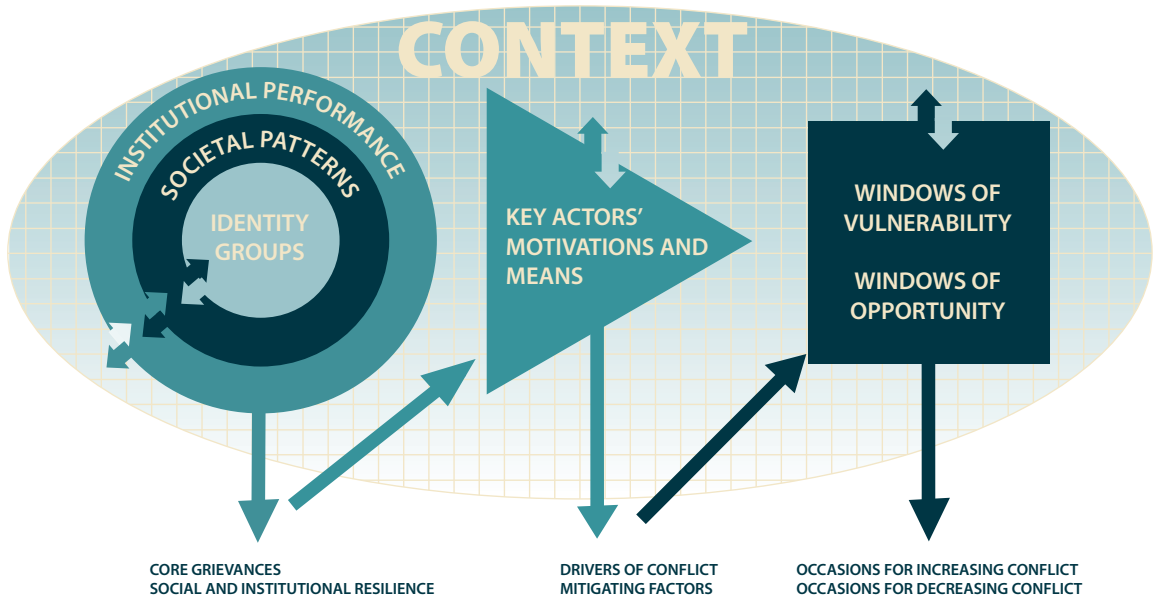 CONTEXT
INSTITUTIONAL PERFORMANCE
SOCIETAL PATTERNS
IDENTITY
GROUPS
KEY ACTORS’
MOTIVATIONS AND
MEANS
WINDOWS OF
VULNERABILITY
WINDOWS OF
OPPORTUNITY
CORE GRIEVANCES
SOCIAL AND INSTITUTIONAL RESILIENCE
DRIVERS OF CONFLICT
MITIGATING FACTORS
OCCASIONS FOR INCREASING CONFLICT
OCCASIONS FOR DECREASING CONFLICT